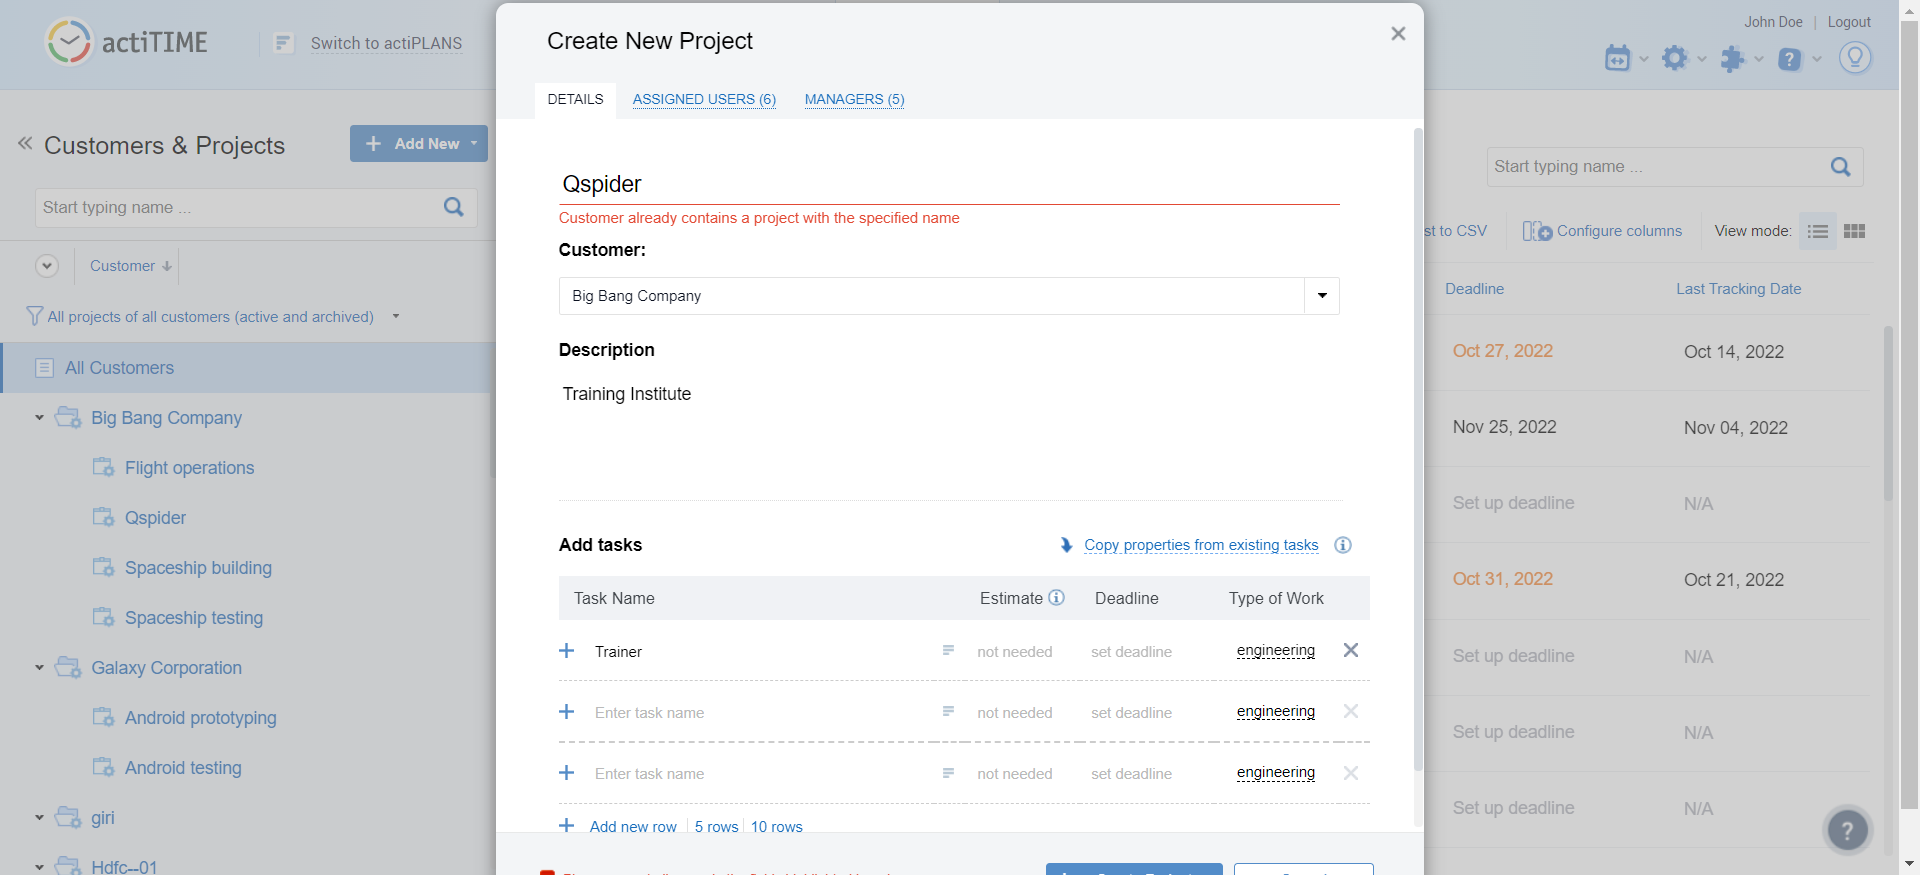 actiTIME
Switch to actiPLANS
Customers & Projects
Add New
Start typing name ...
Customer
All projects of all customers (active and archived)
All Customers
Big Bang Company
Flight operations
Qspider
Spaceship building
Spaceship testing
Galaxy Corporation
Android prototyping
Android testing
giri
Hdfc--01
Create New Project
DETAILS ASSIGNED USERS (6) MANAGERS (5)
Qspider
Customer already contains a project with the specified name
Customer:
Big Bang Company
Description
Training Institute
Add tasks
Copy properties from existing tasks
Task Name Estimate Deadline Type of Work
Trainer not needed set deadline engineering
Enter task name not needed set deadline engineering
Enter task name not needed set deadline engineering
Add new row 5 rows 10 rows
John Doe | Logout
Start typing name ...
st to CSV Configure columns View mode:
Deadline Last Tracking Date
Oct 27, 2022 Oct 14, 2022
Nov 25, 2022 Nov 04, 2022
Set up deadline N/A
Oct 31, 2022 Oct 21, 2022
Set up deadline N/A
Set up deadline N/A
Set up deadline N/A